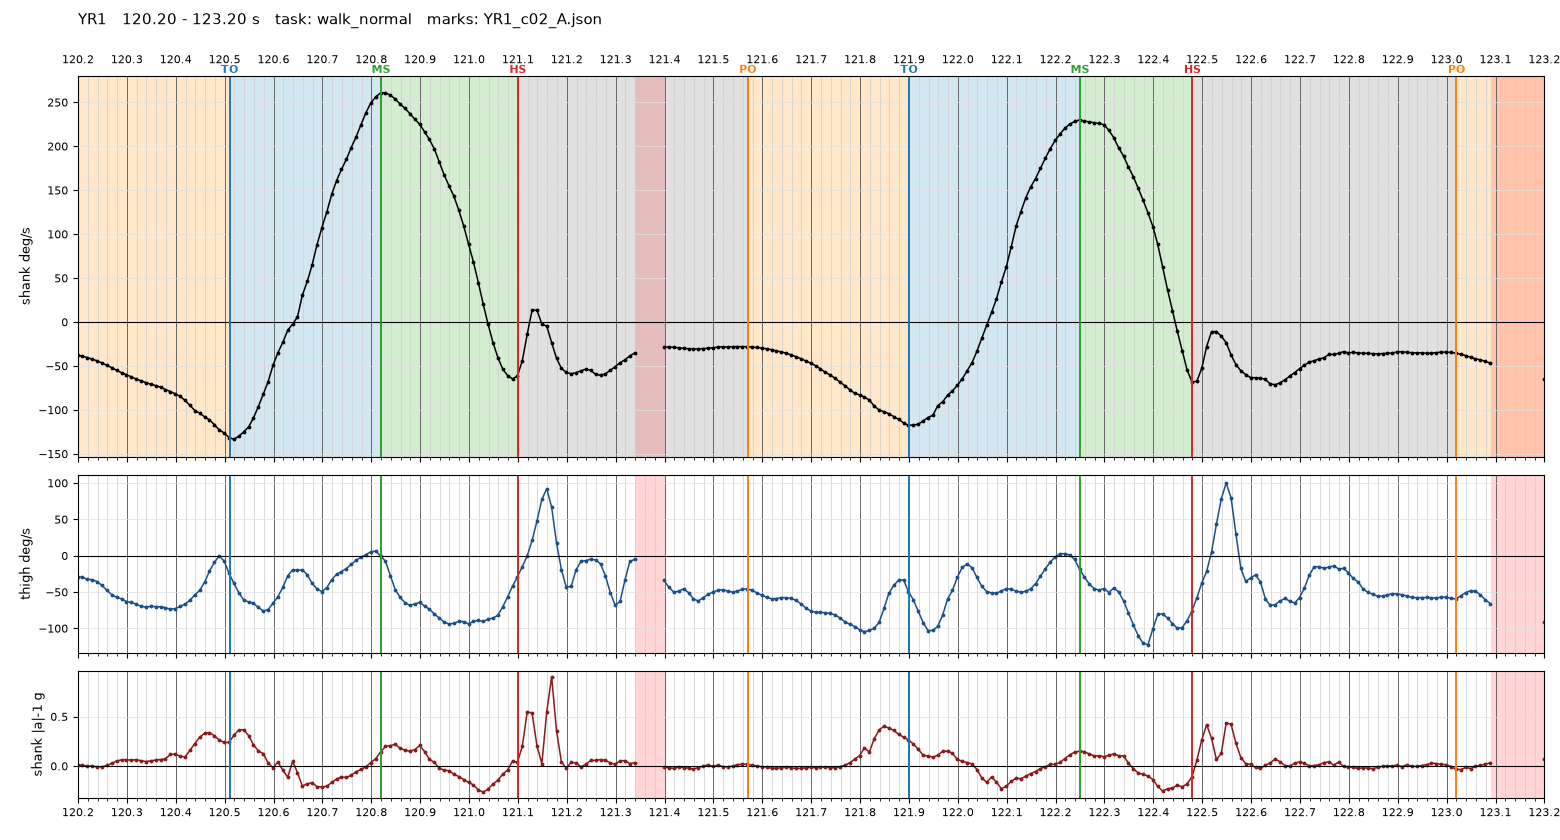 YR1   120.20 - 123.20 s   task: walk_normal   marks: YR1_c02_A.json
120.2 120.3 120.4 120.5 120.6 120.7 120.8 120.9 121.0 121.1 121.2 121.3 121.4 121.5 121.6 121.7 121.8 121.9 122.0 122.1 122.2 122.3 122.4 122.5 122.6 122.7 122.8 122.9 123.0 123.1 123.2
TO MS HS PO TO MS HS PO
shank deg/s
250
200
150
100
50
0
−50
−100
−150
thigh deg/s
100
50
0
−50
−100
shank |a|-1 g
0.5
0.0
120.2 120.3 120.4 120.5 120.6 120.7 120.8 120.9 121.0 121.1 121.2 121.3 121.4 121.5 121.6 121.7 121.8 121.9 122.0 122.1 122.2 122.3 122.4 122.5 122.6 122.7 122.8 122.9 123.0 123.1 123.2